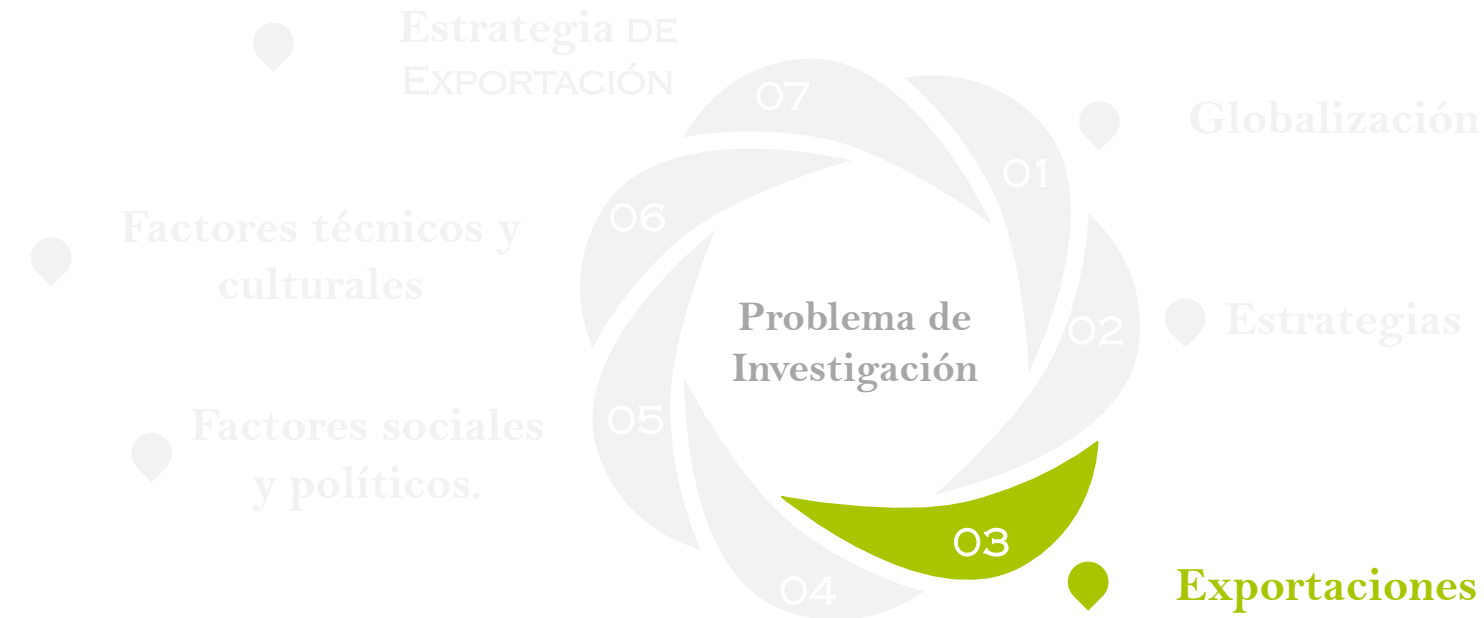 Estrategia DE
EXPORTACIÓN
07
Globalización
01
06
Factores técnicos y
culturales
Problema de
Investigación
02
Estrategias
05
Factores sociales
y políticos.
03
04
Exportaciones